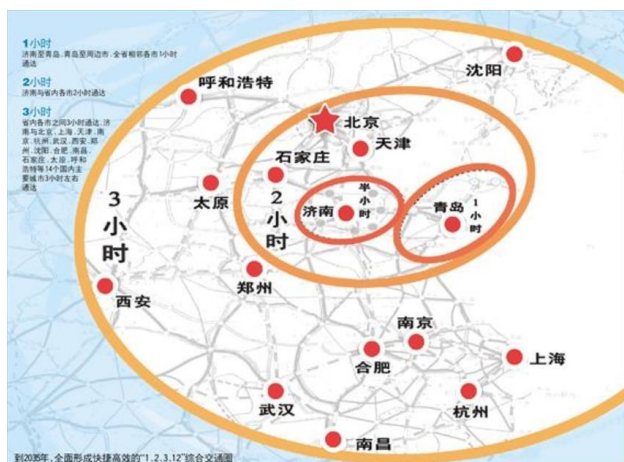 1小时
济南至青岛、青岛至周边市、全省相邻各市1小时
通达
2小时
济南与省内各市2小时通达
3小时
省内各市之间3小时通达，济
南与北京、上海、天津、南
京、杭州、武汉、西安、郑
州、沈阳、合肥、南昌、
石家庄、太原、呼和
浩特等14个国内主
要城市3小时左右
通达
呼和浩特
沈阳
北京
天津
石家庄
太原
济南
半小时
青岛
1小时
2小时
3小时
西安
郑州
南京
合肥
上海
武汉
杭州
南昌
到2035年，全面形成快捷高效的“1.2.3.12”综合交通圈